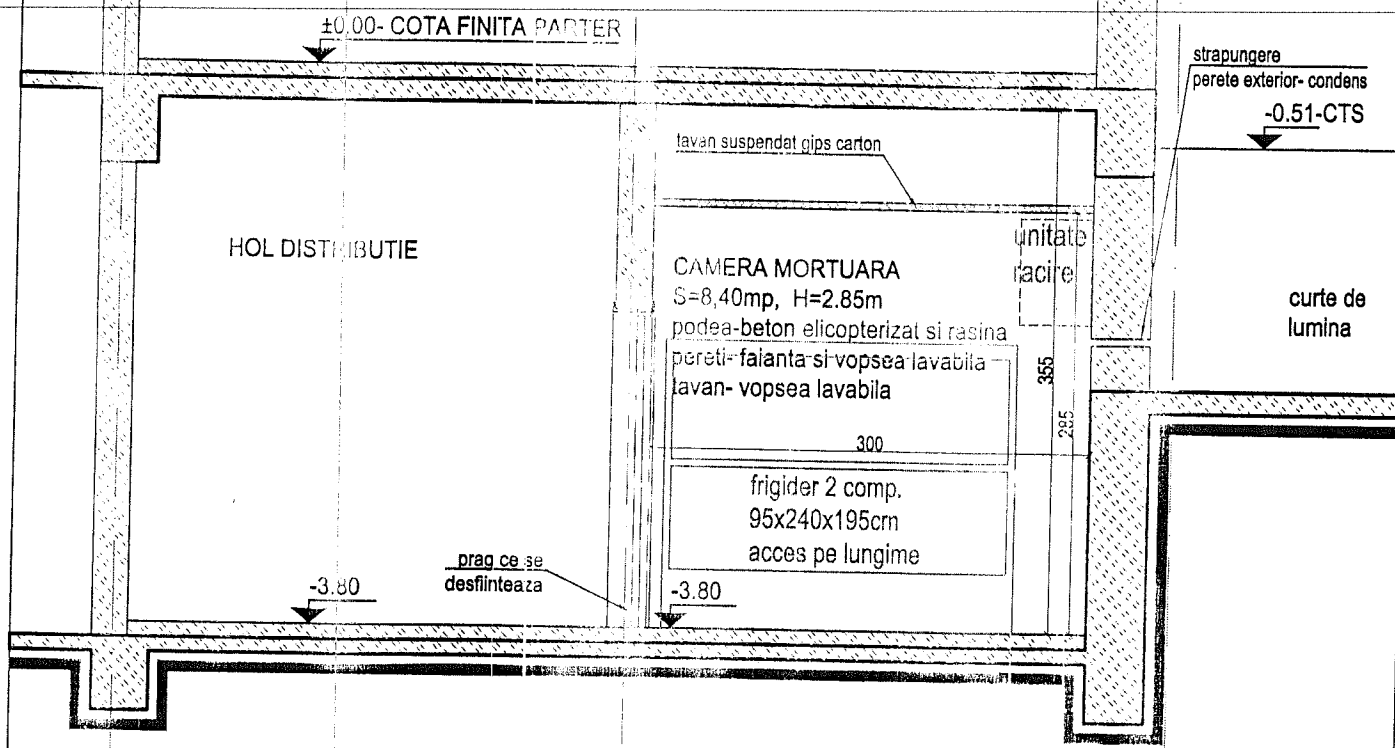 ±0.00- COTA FINITA PARTER
strapungere
perete exterior- condens
-0.51-CTS
tavan suspendat gips carton
HOL DISTRIBUTIE
unitate
racire
CAMERA MORTUARA
S=8,40mp, H=2.85m
podea-beton elicopterizat si rasina
pereti- faianta si vopsea lavabila
tavan- vopsea lavabila
curte de
lumina
355
285
300
frigider 2 comp.
95x240x195cm
acces pe lungime
prag ce se
desfiinteaza
-3.80
-3.80